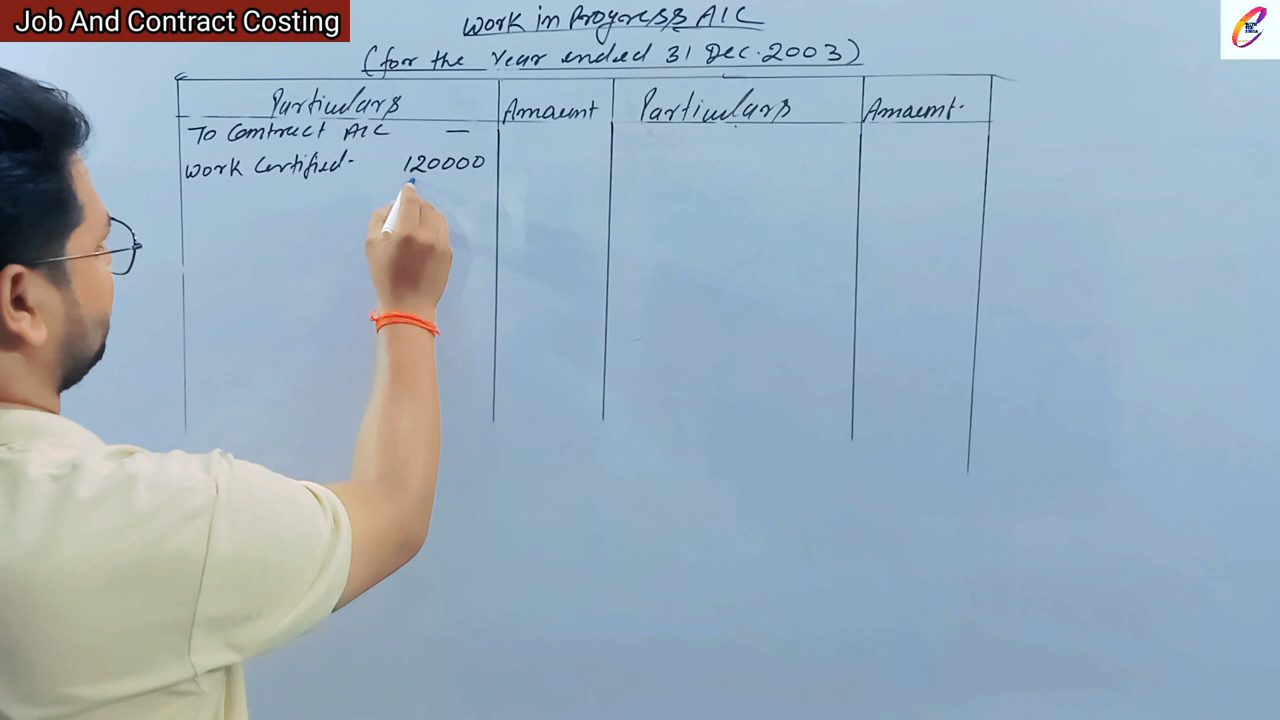 Job And Contract Costing
Work in Progress A/C
(for the Year ended 31 Dec. 2003)
Particulars Amount Particulars Amount.
To Contract A/C —
Work Certified- 120000